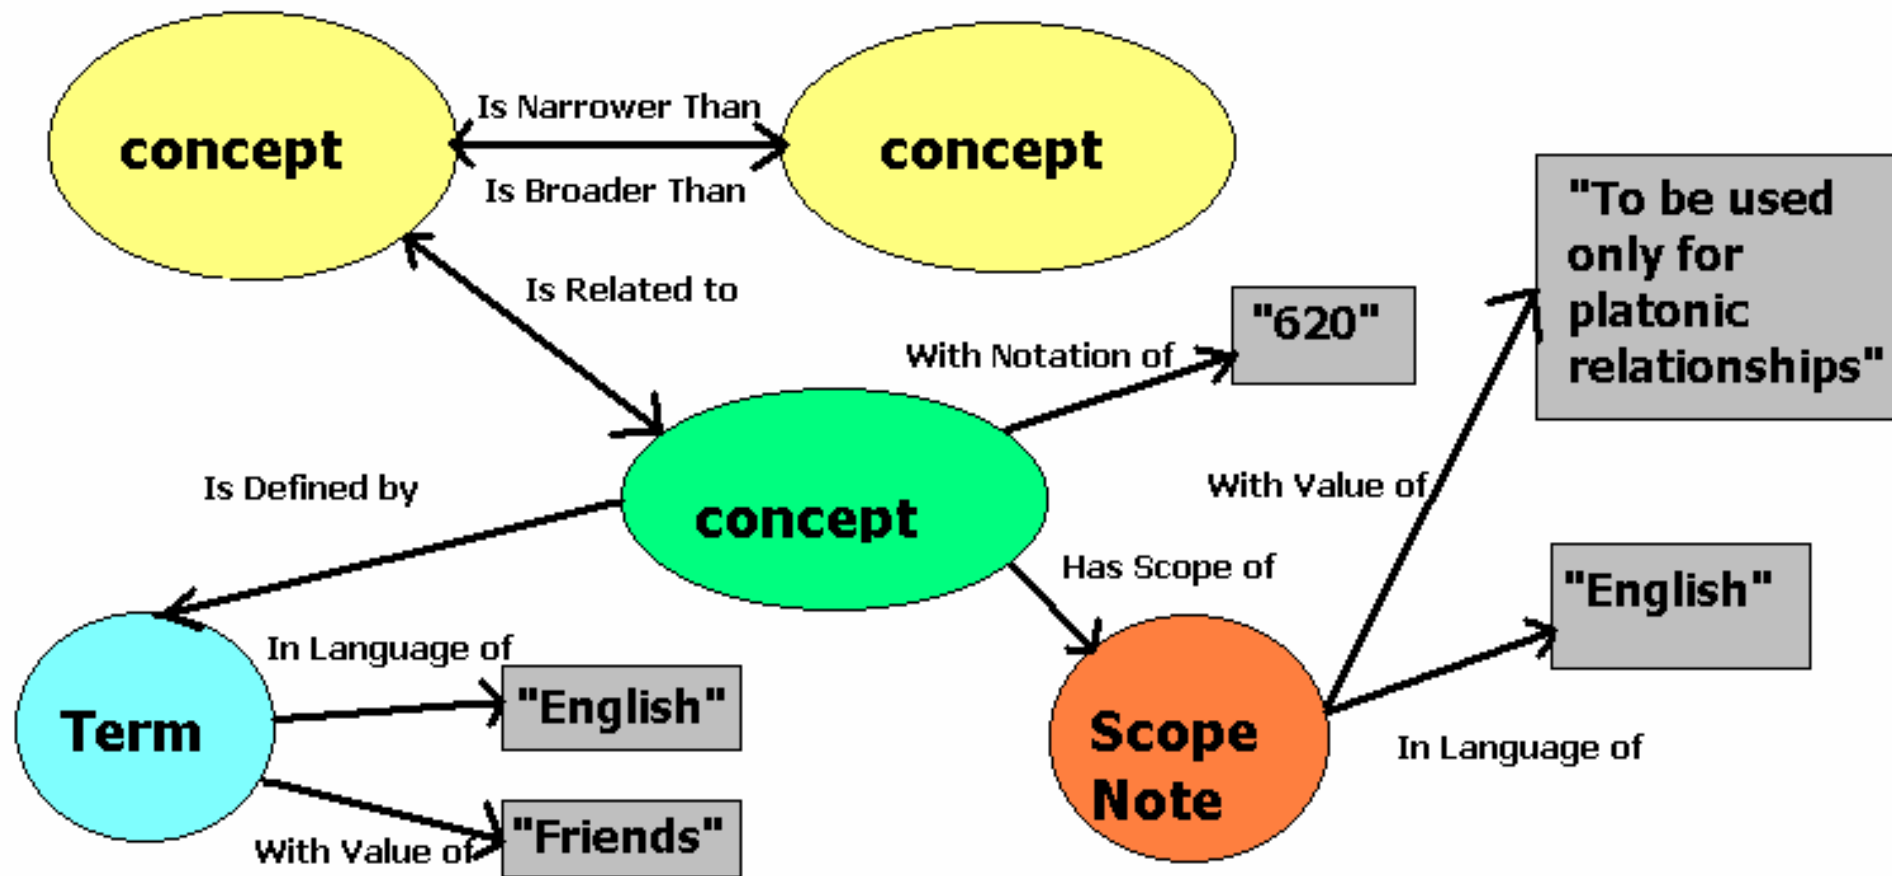 concept
Is Narrower Than
concept
Is Broader Than
"To be used
only for
platonic
relationships"
Is Related to
"620"
With Notation of
Is Defined by
concept
With Value of
Has Scope of
"English"
In Language of
"English"
Term
Scope
Note
In Language of
"Friends"
With Value of